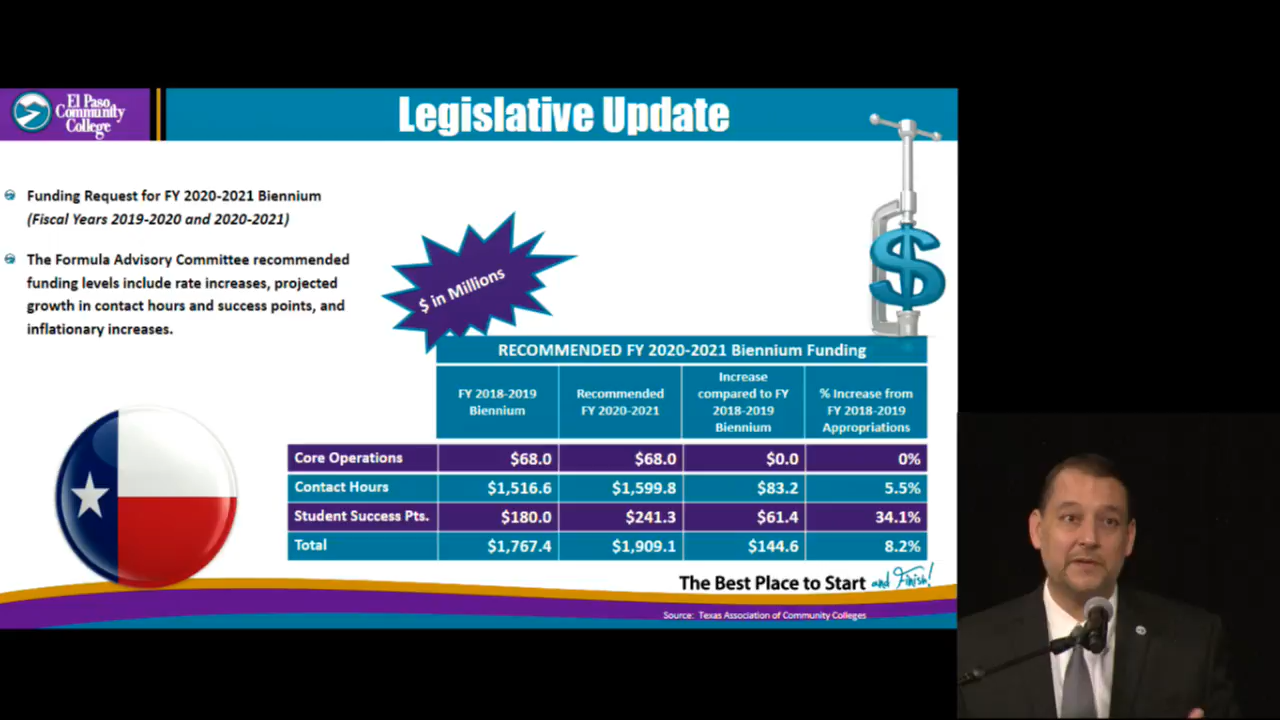 El Paso
Community
College
Legislative Update
Funding Request for FY 2020-2021 Biennium
(Fiscal Years 2019-2020 and 2020-2021)
The Formula Advisory Committee recommended
funding levels include rate increases, projected
growth in contact hours and success points, and
inflationary increases.
$ in Millions
$
RECOMMENDED FY 2020-2021 Biennium Funding
FY 2018-2019 Biennium
Recommended FY 2020-2021
Increase compared to FY 2018-2019 Biennium
% Increase from FY 2018-2019 Appropriations
Core Operations $68.0 $68.0 $0.0 0%
Contact Hours $1,516.6 $1,599.8 $83.2 5.5%
Student Success Pts. $180.0 $241.3 $61.4 34.1%
Total $1,767.4 $1,909.1 $144.6 8.2%
The Best Place to Start and Finish!
Source: Texas Association of Community Colleges